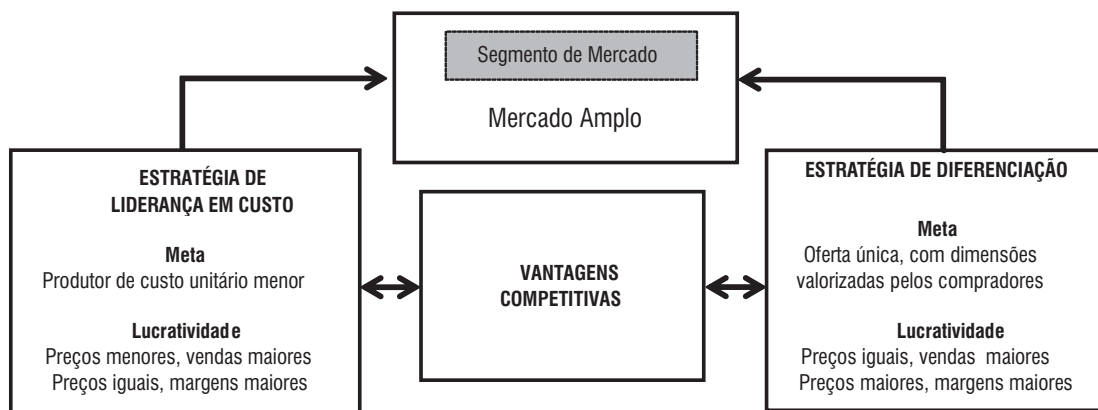 Segmento de Mercado
Mercado Amplo
ESTRATÉGIA DE
LIDERANÇA EM CUSTO
Meta
Produtor de custo unitário menor
Lucratividade
Preços menores, vendas maiores
Preços iguais, margens maiores
VANTAGENS
COMPETITIVAS
ESTRATÉGIA DE DIFERENCIAÇÃO
Meta
Oferta única, com dimensões
valorizadas pelos compradores
Lucratividade
Preços iguais, vendas maiores
Preços maiores, margens maiores